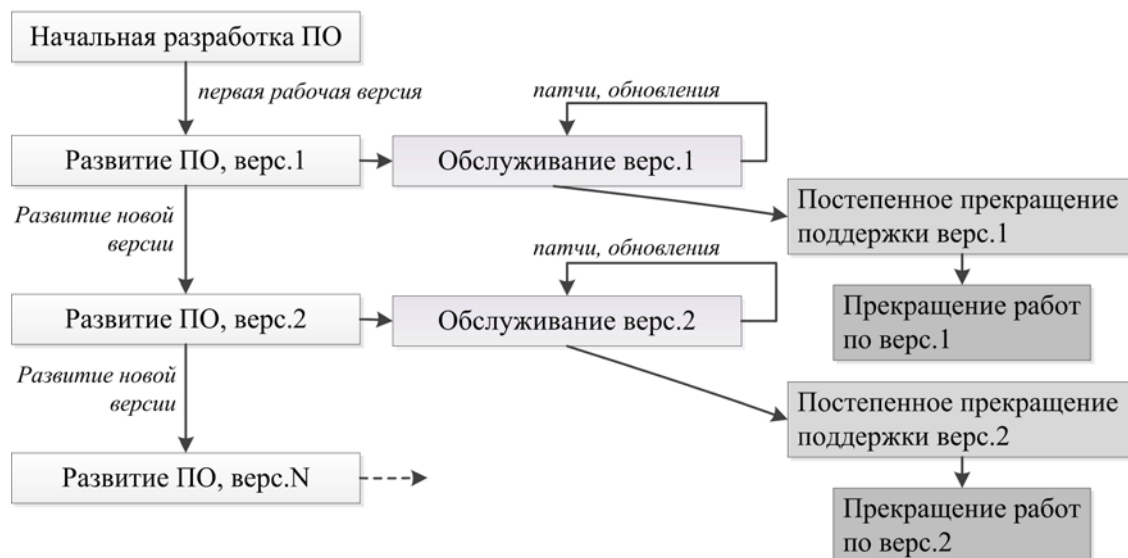 Начальная разработка ПО
первая рабочая версия
патчи, обновления
Развитие ПО, верс.1
Обслуживание верс.1
Постепенное прекращение
поддержки верс.1
Развитие новой
версии
патчи, обновления
Прекращение работ
по верс.1
Развитие ПО, верс.2
Обслуживание верс.2
Развитие новой
версии
Постепенное прекращение
поддержки верс.2
Развитие ПО, верс.N
Прекращение работ
по верс.2